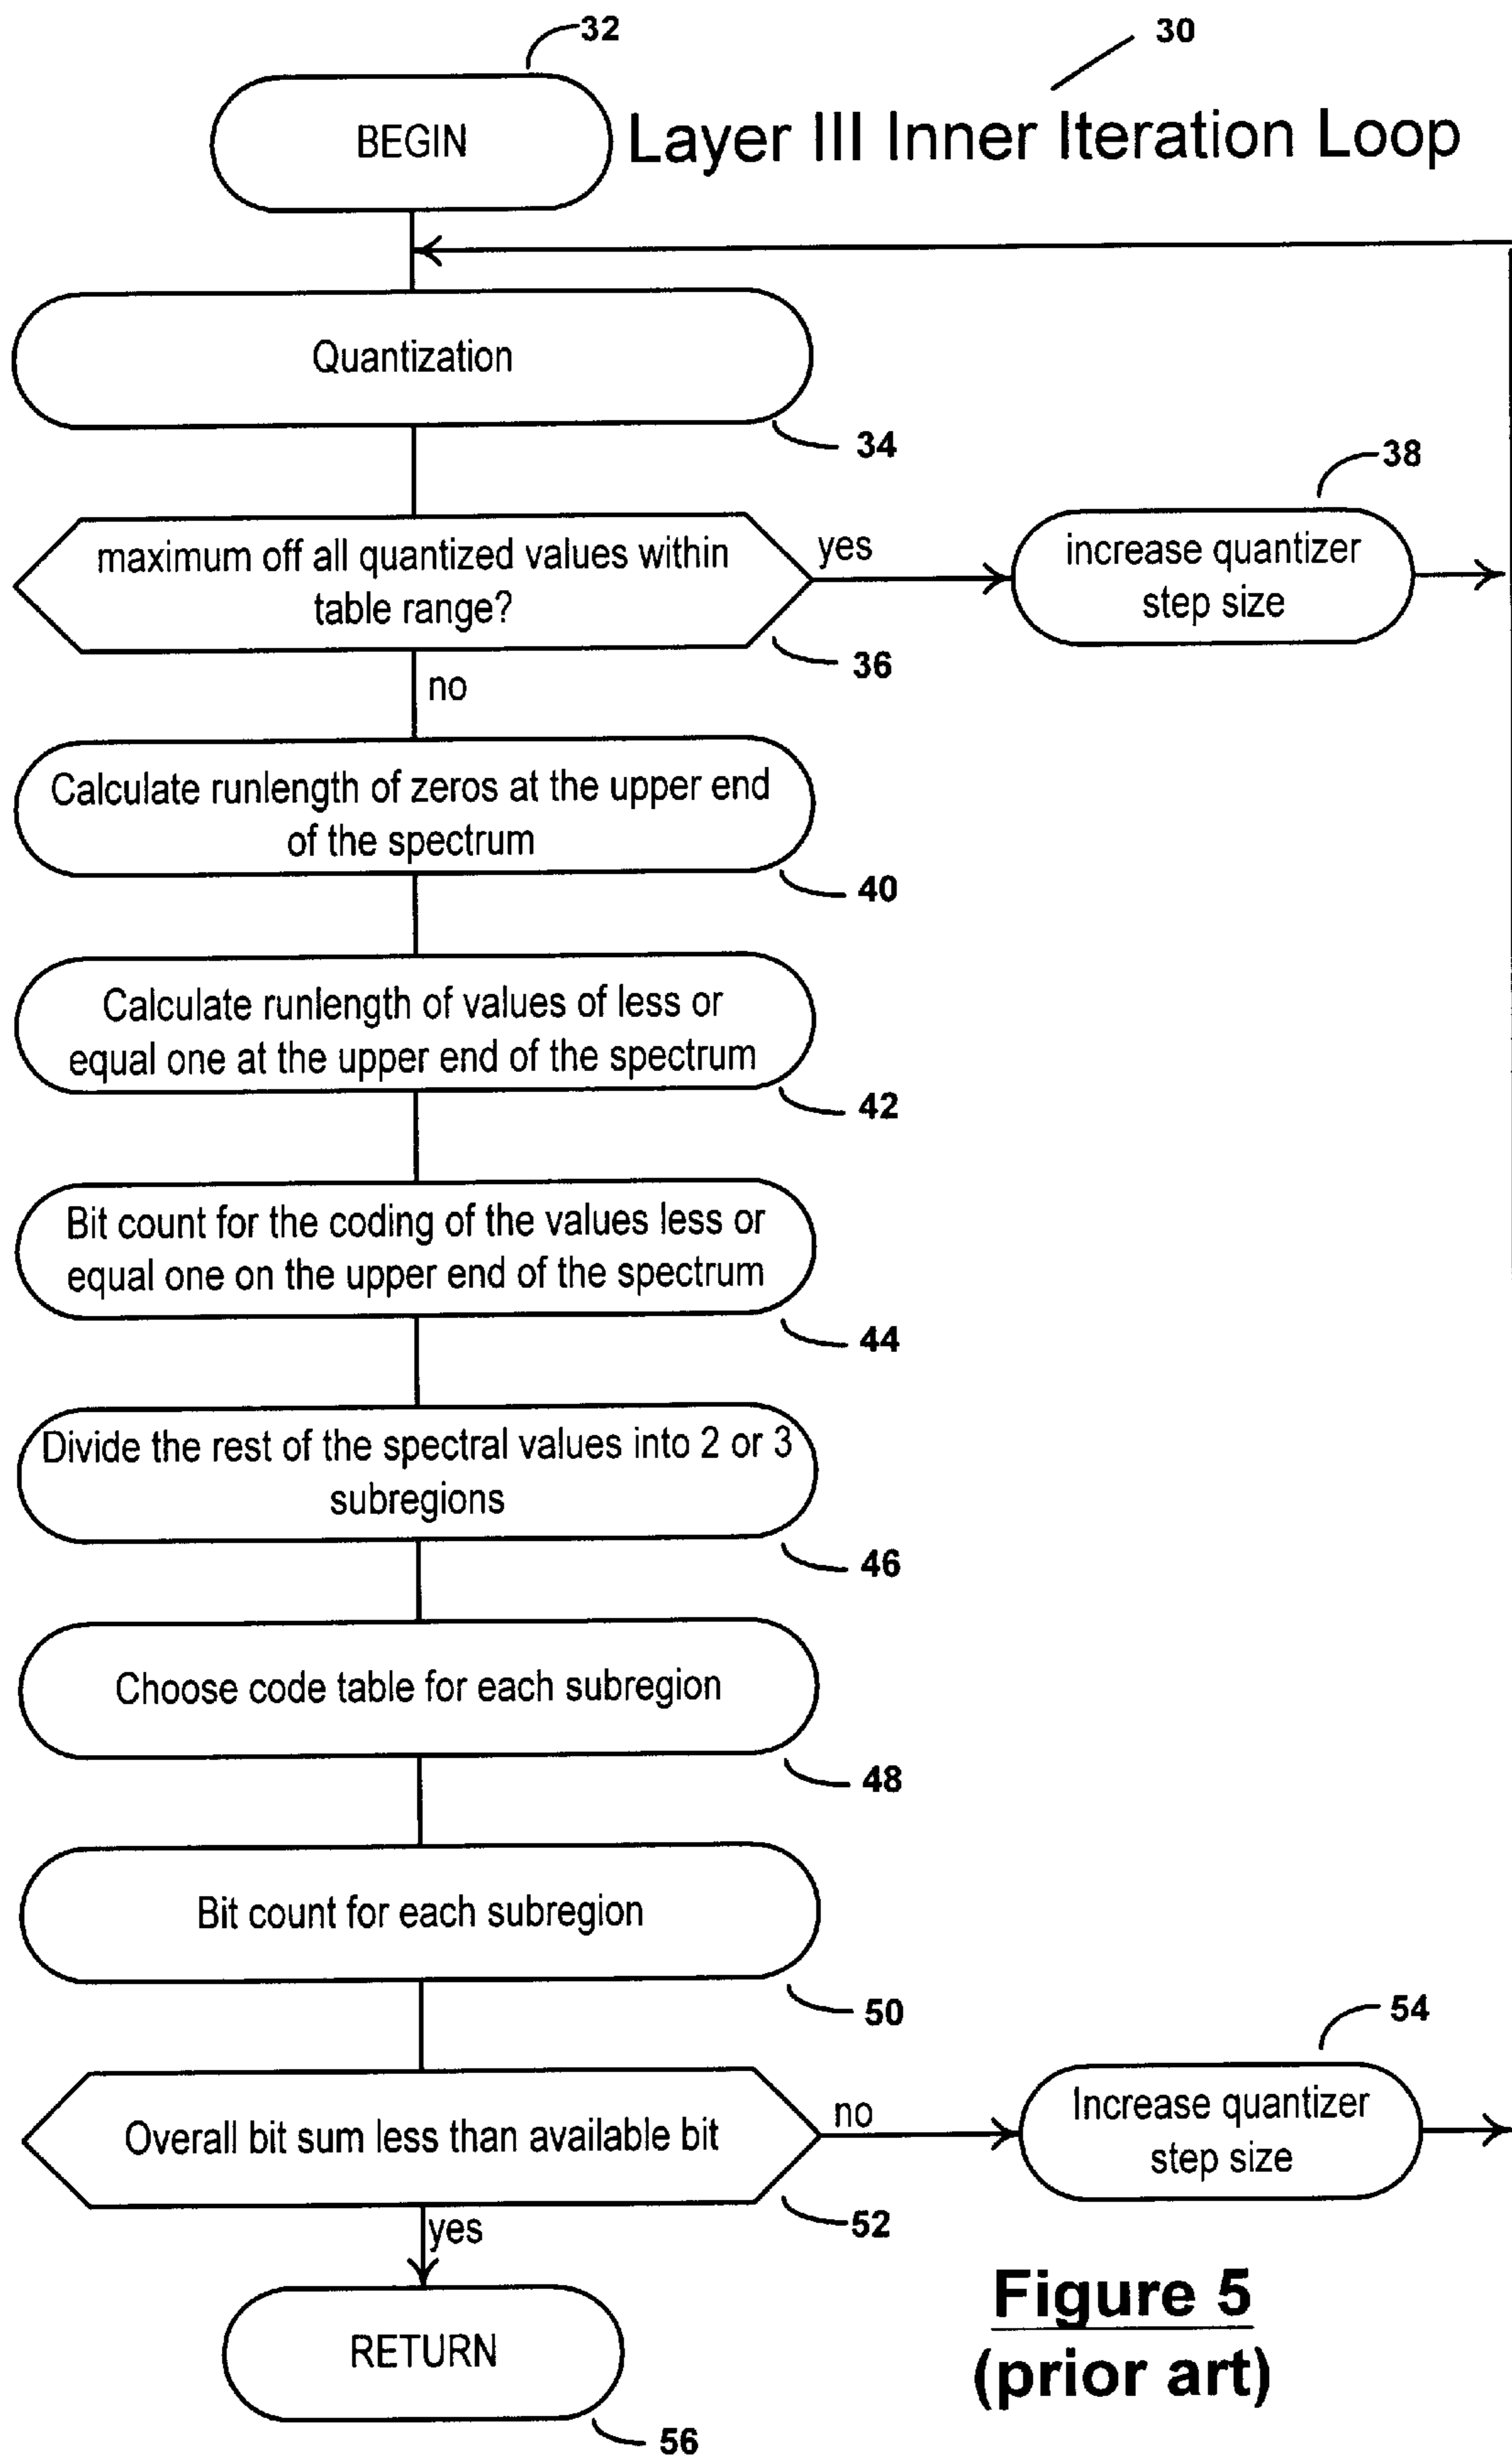 32
30
BEGIN
Layer III Inner Iteration Loop
Quantization
34
38
maximum off all quantized values within
table range?
yes
increase quantizer
step size
36
no
Calculate runlength of zeros at the upper end
of the spectrum
40
Calculate runlength of values of less or
equal one at the upper end of the spectrum
42
Bit count for the coding of the values less or
equal one on the upper end of the spectrum
44
Divide the rest of the spectral values into 2 or 3
subregions
46
Choose code table for each subregion
48
Bit count for each subregion
50
54
Overall bit sum less than available bit
no
Increase quantizer
step size
52
yes
RETURN
56
Figure 5
(prior art)